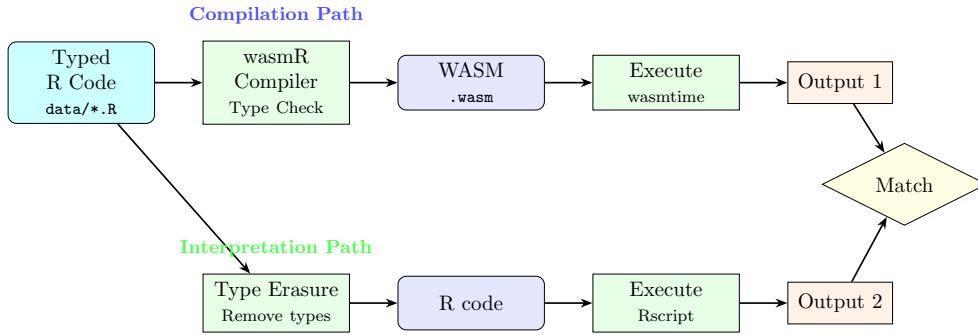 Compilation Path
Typed
R Code
data/*.R
wasmR
Compiler
Type Check
WASM
.wasm
Execute
wasmtime
Output 1
Match
Interpretation Path
Type Erasure
Remove types
R code
Execute
Rscript
Output 2